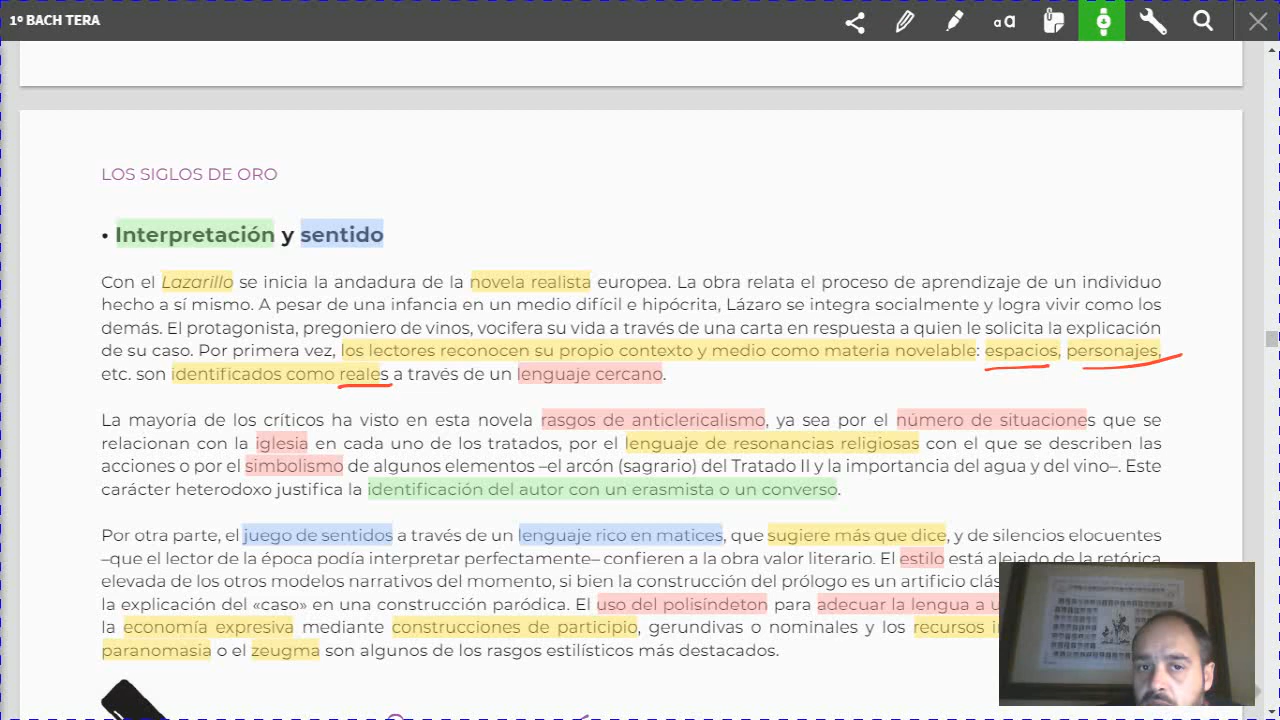 1º BACH TERA
a a
LOS SIGLOS DE ORO
• Interpretación y sentido
Con el Lazarillo se inicia la andadura de la novela realista europea. La obra relata el proceso de aprendizaje de un individuo
hecho a sí mismo. A pesar de una infancia en un medio difícil e hipócrita, Lázaro se integra socialmente y logra vivir como los
demás. El protagonista, pregoniero de vinos, vocifera su vida a través de una carta en respuesta a quien le solicita la explicación
de su caso. Por primera vez, los lectores reconocen su propio contexto y medio como materia novelable: espacios, personajes,
etc. son identificados como reales a través de un lenguaje cercano.
La mayoría de los críticos ha visto en esta novela rasgos de anticlericalismo, ya sea por el número de situaciones que se
relacionan con la iglesia en cada uno de los tratados, por el lenguaje de resonancias religiosas con el que se describen las
acciones o por el simbolismo de algunos elementos –el arcón (sagrario) del Tratado II y la importancia del agua y del vino–. Este
carácter heterodoxo justifica la identificación del autor con un erasmista o un converso.
Por otra parte, el juego de sentidos a través de un lenguaje rico en matices, que sugiere más que dice, y de silencios elocuentes
–que el lector de la época podía interpretar perfectamente– confieren a la obra valor literario. El estilo está alejado de la retórica
elevada de los otros modelos narrativos del momento, si bien la construcción del prólogo es un artificio
la explicación del «caso» en una construcción paródica. El uso del polisíndeton para adecuar la lengua a
la economía expresiva mediante construcciones de participio, gerundivas o nominales y los recursos
paranomasia o el zeugma son algunos de los rasgos estilísticos más destacados.